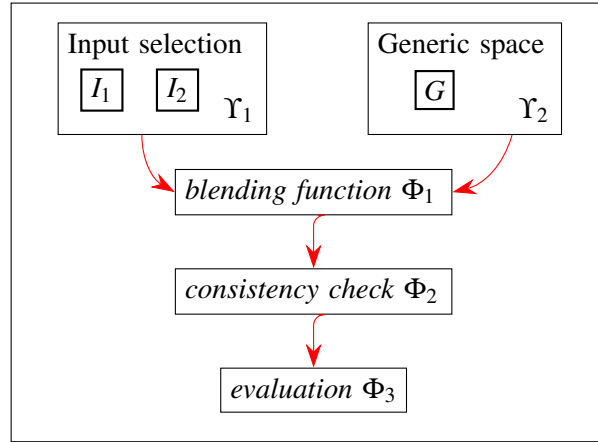 Input selection
I₁ I₂
ϒ₁
Generic space
G
ϒ₂
blending function Φ₁
consistency check Φ₂
evaluation Φ₃